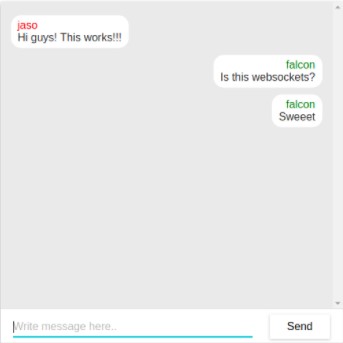 jaso
Hi guys! This works!!!
falcon
Is this websockets?
falcon
Sweeet
Write message here..
Send